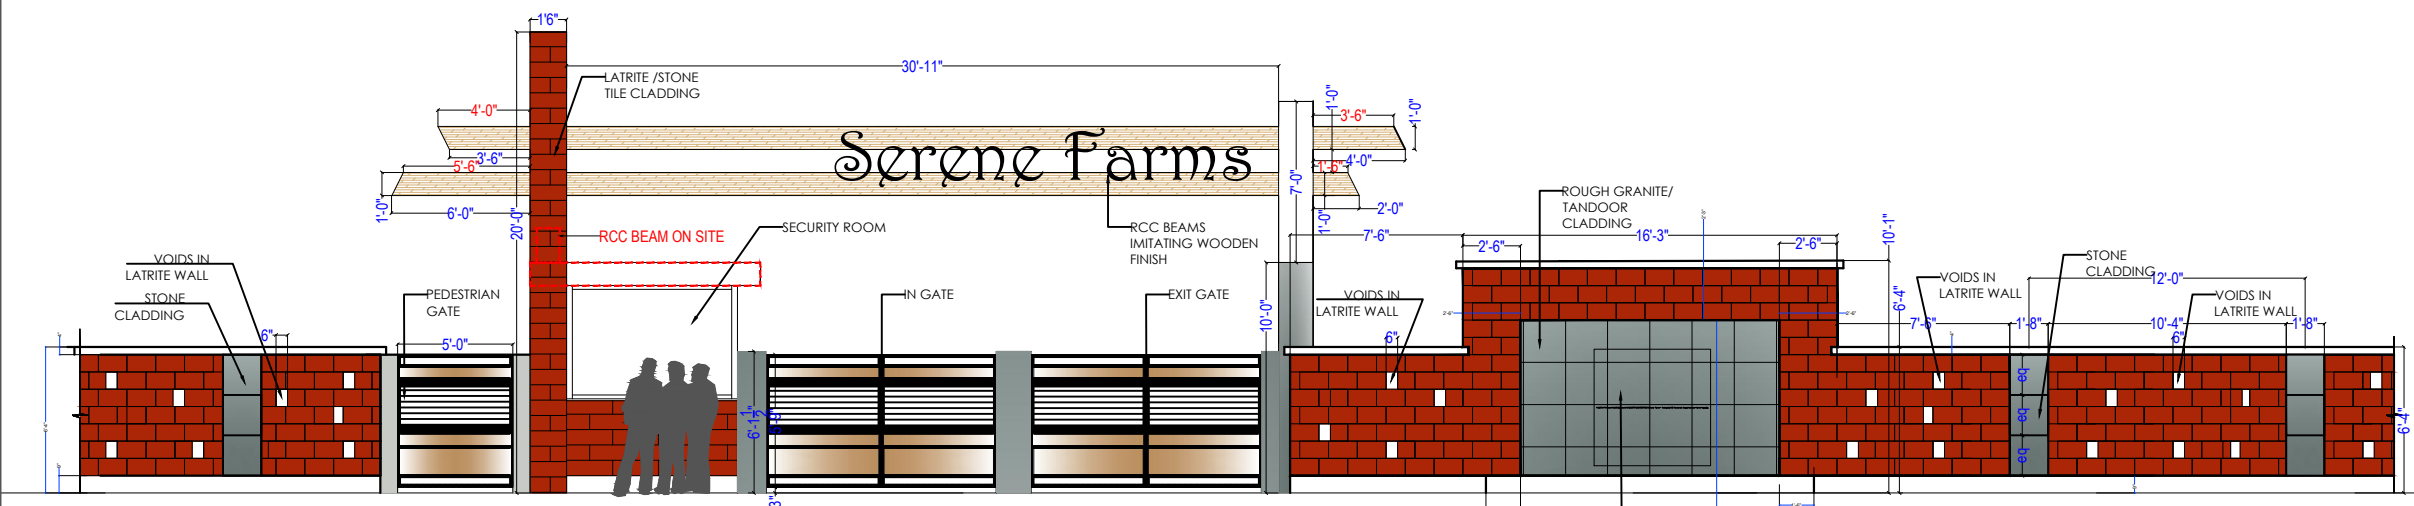 1'6"
30'-11"
LATRITE /STONE
TILE CLADDING
4'-0"
3'-6"
5'-6"
1'-0"
6'-0"
20'-0"
Serene Farms
1'-0"
3'-6"
1'-0"
4'-0"
1'-6"
7'-0"
2'-0"
1'-0"
RCC BEAM ON SITE
SECURITY ROOM
RCC BEAMS
IMITATING WOODEN
FINISH
ROUGH GRANITE/
TANDOOR
CLADDING
7'-6"
16'-3"
2'-6"
2'-6"
10'-1"
VOIDS IN
LATRITE WALL
STONE
CLADDING
6"
PEDESTRIAN
GATE
5'-0"
IN GATE
EXIT GATE
10'-0"
VOIDS IN
LATRITE WALL
6"
6'-4"
VOIDS IN
LATRITE WALL
STONE
CLADDING
12'-0"
VOIDS IN
LATRITE WALL
7'-6"
1'-8"
10'-4"
1'-8"
6"
eq
eq
eq
6'-4"
3"